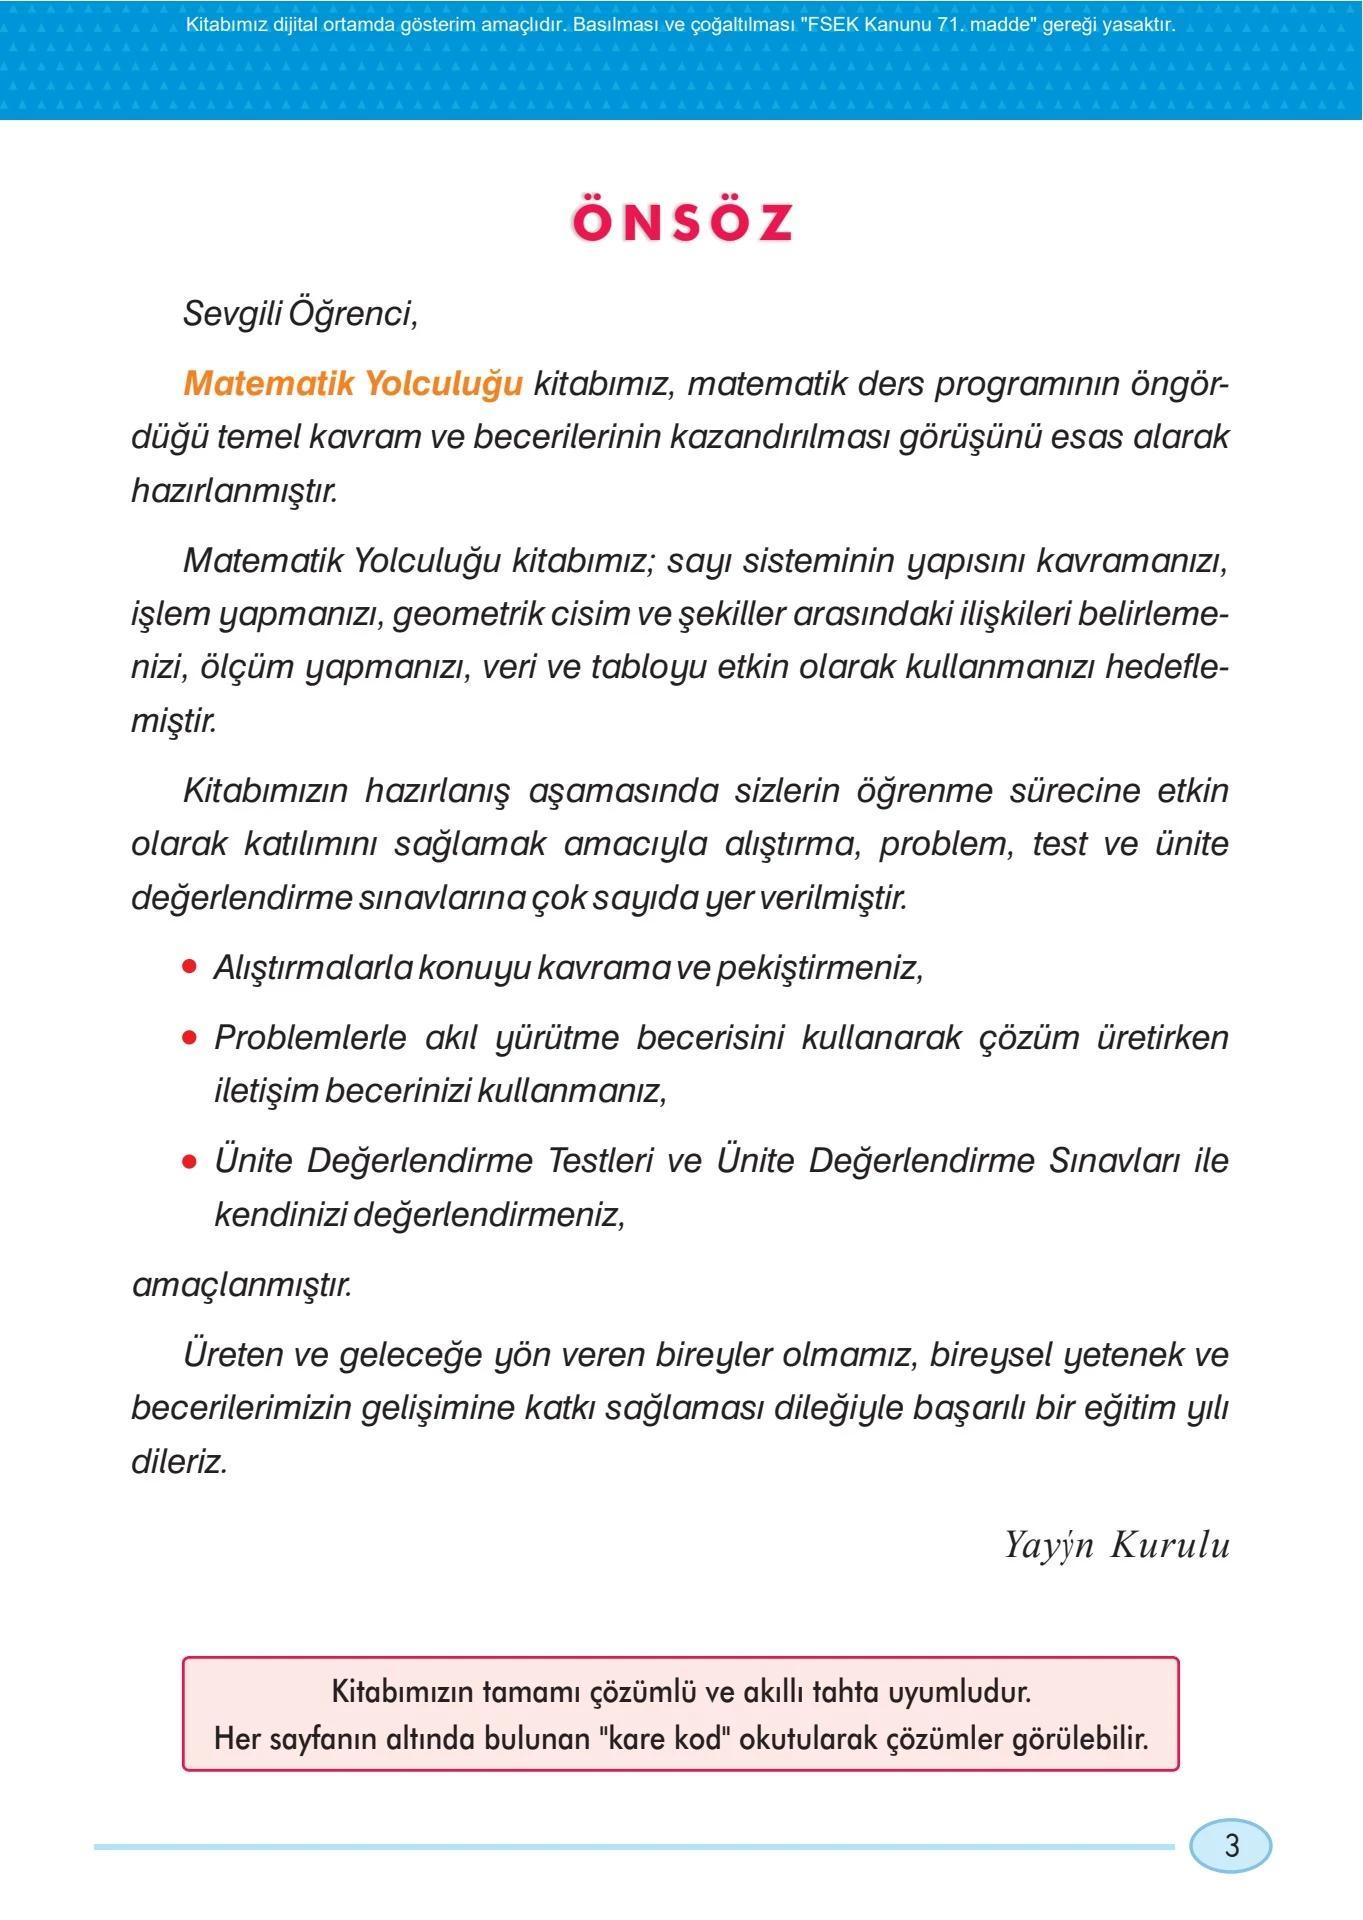 Kitabımız dijital ortamda gösterim amaçlıdır. Basılması ve çoğaltılması "FSEK Kanunu 71. madde" gereği yasaktır.
ÖNSÖZ
Sevgili Öğrenci,
Matematik Yolculuğu kitabımız, matematik ders programının öngör-
düğü temel kavram ve becerilerinin kazandırılması görüşünü esas alarak
hazırlanmıştır.
Matematik Yolculuğu kitabımız; sayı sisteminin yapısını kavramanızı,
işlem yapmanızı, geometrik cisim ve şekiller arasındaki ilişkileri belirleme-
nizi, ölçüm yapmanızı, veri ve tabloyu etkin olarak kullanmanızı hedefle-
miştir.
Kitabımızın hazırlanış aşamasında sizlerin öğrenme sürecine etkin
olarak katılımını sağlamak amacıyla alıştırma, problem, test ve ünite
değerlendirme sınavlarına çok sayıda yer verilmiştir.
• Alıştırmalarla konuyu kavrama ve pekiştirmeniz,
• Problemlerle akıl yürütme becerisini kullanarak çözüm üretirken
iletişim becerinizi kullanmanız,
• Ünite Değerlendirme Testleri ve Ünite Değerlendirme Sınavları ile
kendinizi değerlendirmeniz,
amaçlanmıştır.
Üreten ve geleceğe yön veren bireyler olmamız, bireysel yetenek ve
becerilerimizin gelişimine katkı sağlaması dileğiyle başarılı bir eğitim yılı
dileriz.
Yayýn Kurulu
Kitabımızın tamamı çözümlü ve akıllı tahta uyumludur.
Her sayfanın altında bulunan "kare kod" okutularak çözümler görülebilir.
3